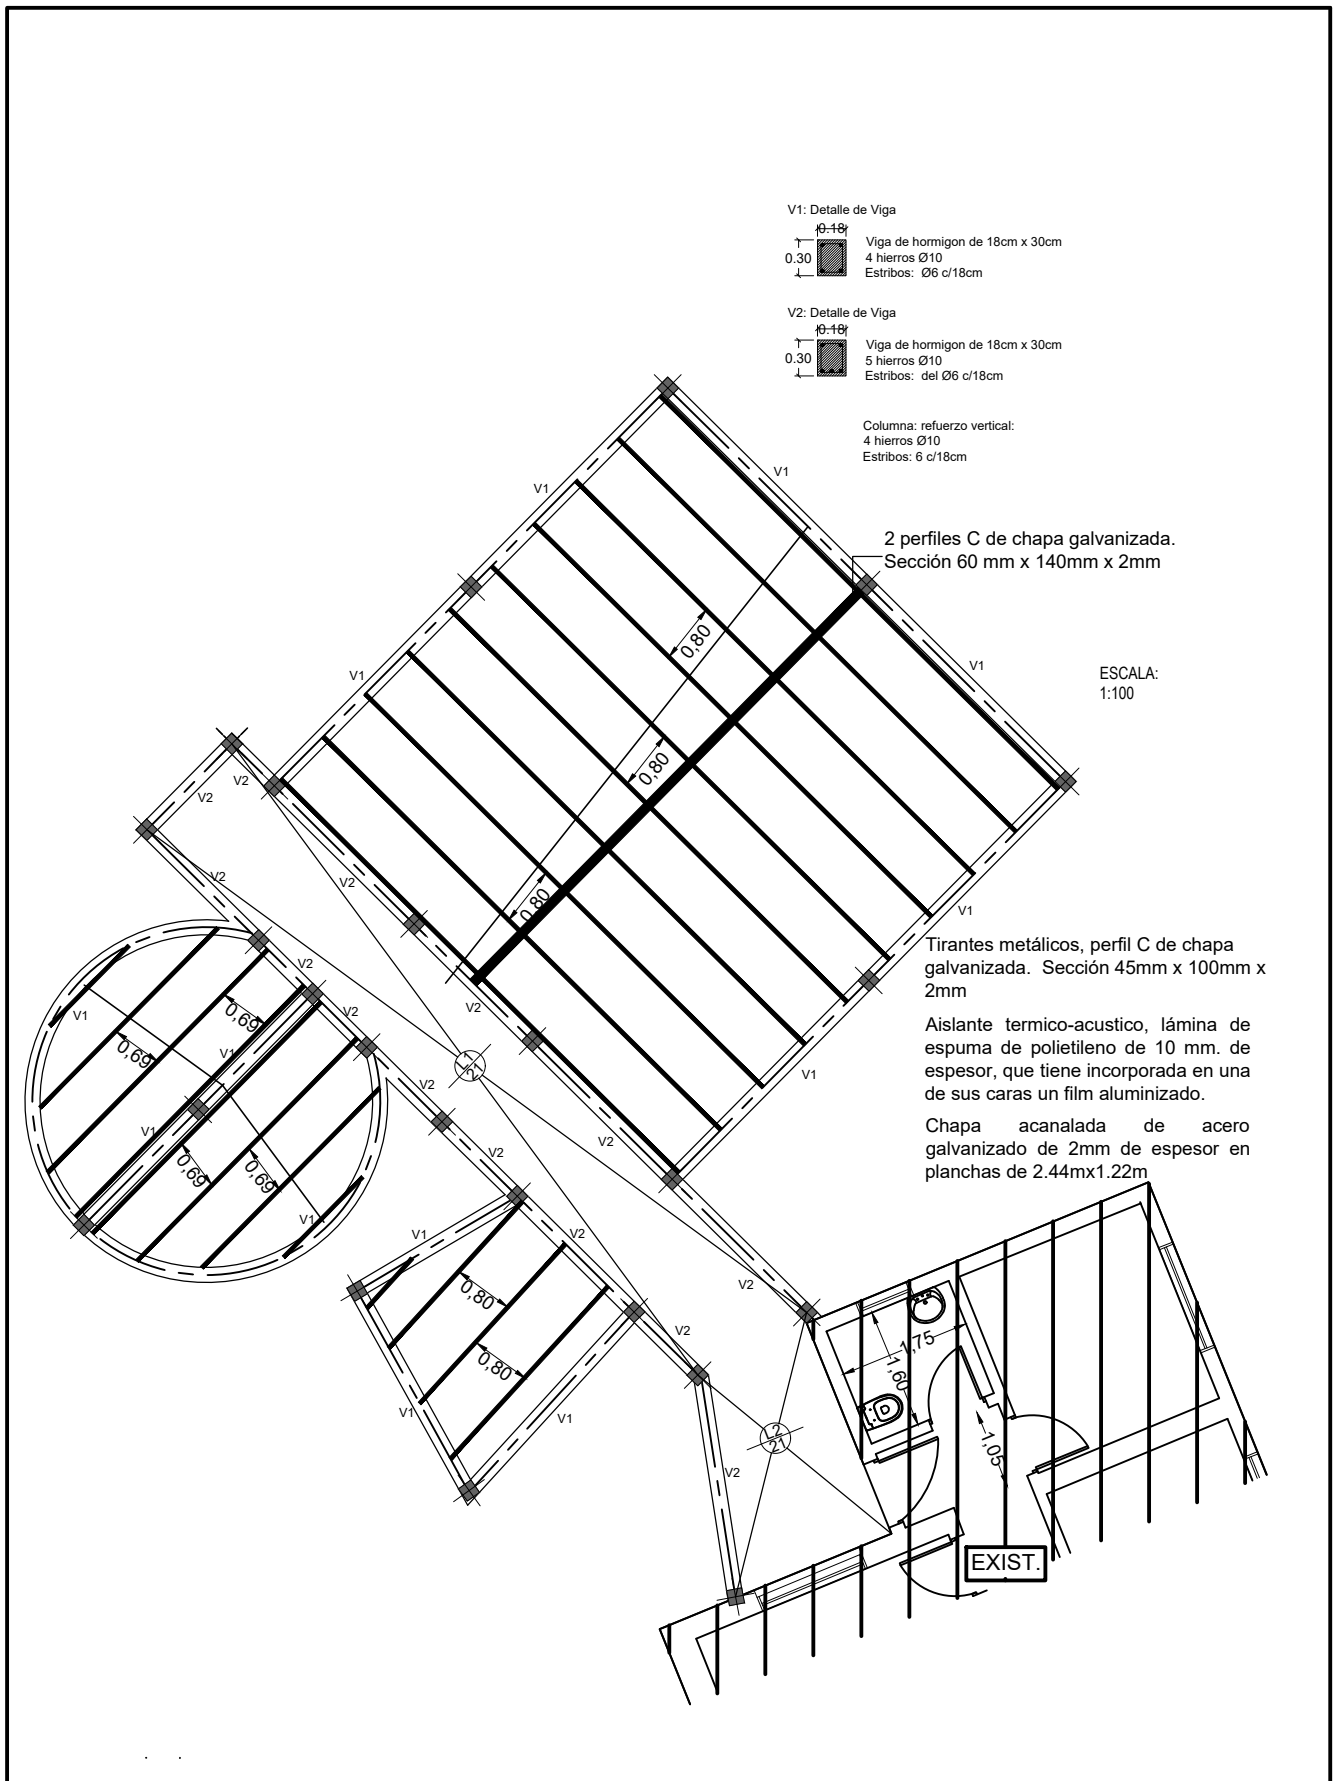 V1: Detalle de Viga
0.18
0.30
Viga de hormigon de 18cm x 30cm
4 hierros Ø10
Estribos: Ø6 c/18cm
V2: Detalle de Viga
0.18
0.30
Viga de hormigon de 18cm x 30cm
5 hierros Ø10
Estribos: del Ø6 c/18cm
Columna: refuerzo vertical:
4 hierros Ø10
Estribos: 6 c/18cm
V1
V1
2 perfiles C de chapa galvanizada.
Sección 60 mm x 140mm x 2mm
0,80
V1
V1
ESCALA:
1:100
0,80
V2
V2
V2
V2
0,80
V1
Tirantes metálicos, perfil C de chapa
galvanizada. Sección 45mm x 100mm x
2mm
V2
V2
V2
V1
0,69
V1
0,69
L1
21
V1
V2
Aislante termico-acustico, lámina de
espuma de polietileno de 10 mm. de
espesor, que tiene incorporada en una
de sus caras un film aluminizado.
Chapa acanalada de acero
galvanizado de 2mm de espesor en
planchas de 2.44mx1.22m
V1
V2
V2
0,69
0,69
V1
V1
V2
V2
0,80
V2
0,80
V1
V1
1,75
1,60
L2
21
1,05
V2
EXIST.